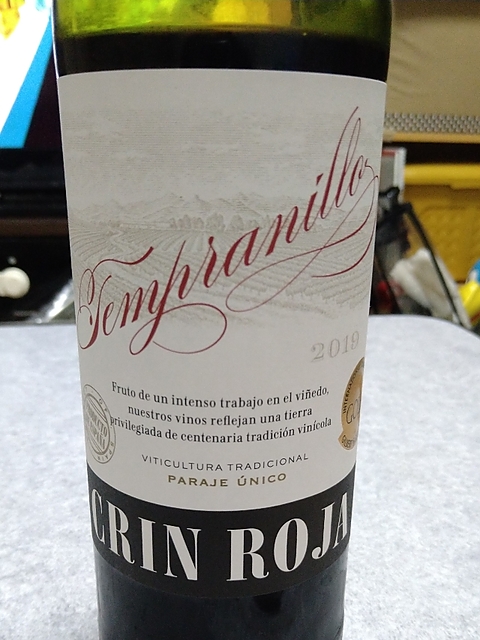 Tempranillo
2019
Fruto de un intenso trabajo en el viñedo,
nuestros vinos reflejan una tierra
privilegiada de centenaria tradición vinícola
VITICULTURA TRADICIONAL
PARAJE ÚNICO
CRIN ROJA